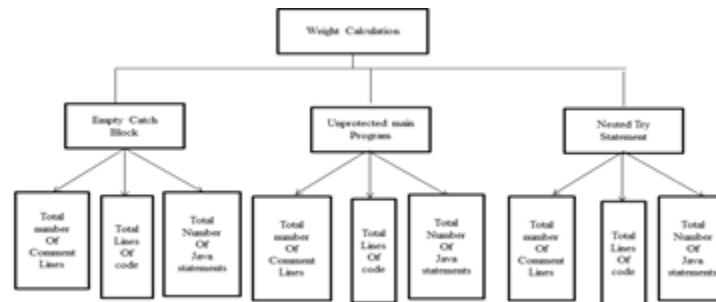 Weight Calculation
Empty Catch
Block
Unprotected main
Program
Nested Try
Statement
Total
number
Of
Comment
Lines
Total
Lines
Of
code
Total
Number
Of
Java
statements
Total
number
Of
Comment
Lines
Total
Lines
Of
code
Total
Number
Of
Java
statements
Total
number
Of
Comment
Lines
Total
Lines
Of
code
Total
Number
Of
Java
statements